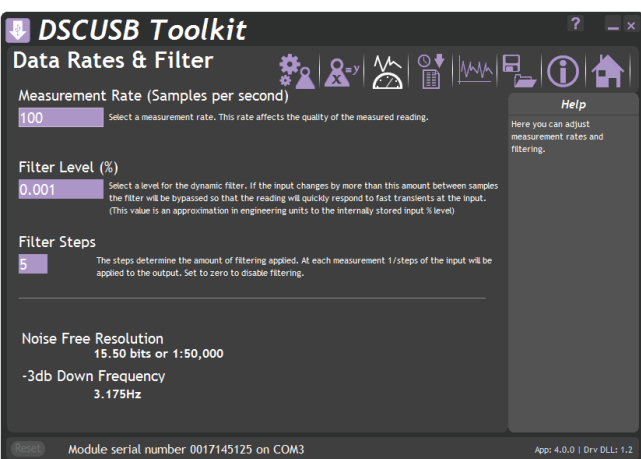 DSCUSB Toolkit
? _ ×
Data Rates & Filter
X =y
Measurement Rate (Samples per second)
100
Select a measurement rate. This rate affects the quality of the measured reading.
Filter Level (%)
0.001
Select a level for the dynamic filter. If the input changes by more than this amount between samples
the filter will be bypassed so that the reading will quickly respond to fast transients at the input.
(This value is an approximation in engineering units to the internally stored input % level)
Filter Steps
5
The steps determine the amount of filtering applied. At each measurement 1/steps of the input will be
applied to the output. Set to zero to disable filtering.
Noise Free Resolution
15.50 bits or 1:50,000
-3db Down Frequency
3.175Hz
Help
Here you can adjust
measurement rates and
filtering.
Reset
Module serial number 0017145125 on COM3
App: 4.0.0 | Drv DLL: 1.2